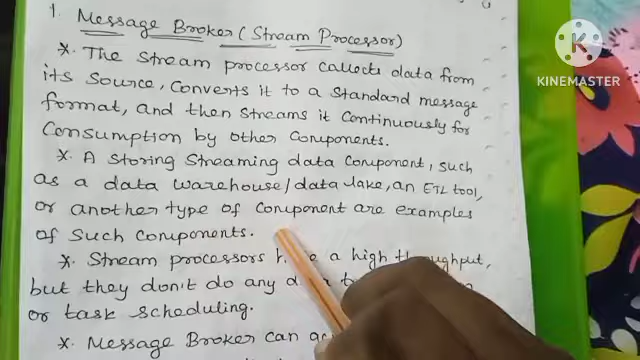 1. Message Broker (Stream Processor)
* The stream processor collects data from
its source, converts it to a standard message
format, and then streams it continuously for
consumption by other components.
* A storing streaming data component, such
as a data warehouse/data lake, an ETL tool,
or another type of component are examples
of such components.
* Stream processors a high throughput,
but they don't do any
or task scheduling.
* Message Broker can
KINEMASTER